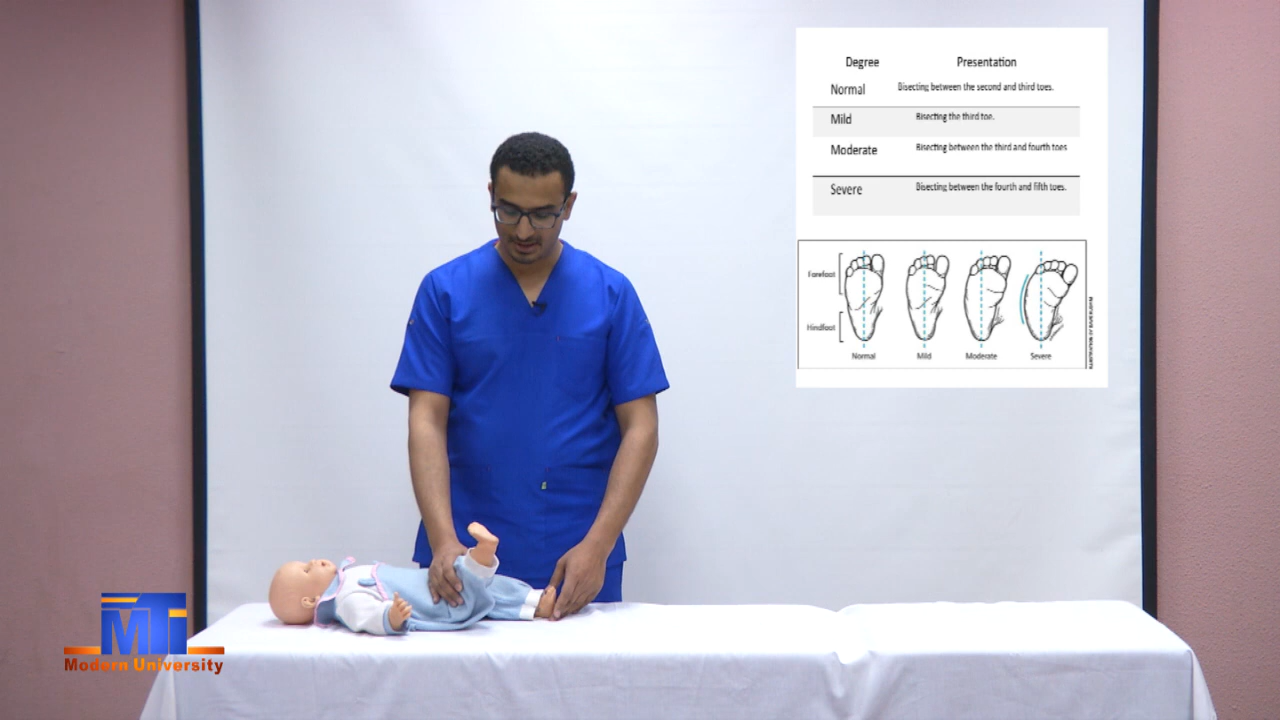 Degree Presentation
Normal Bisecting between the second and third toes.
Mild Bisecting the third toe.
Moderate Bisecting between the third and fourth toes
Severe Bisecting between the fourth and fifth toes.
Forefoot
Hindfoot
Normal Mild Moderate Severe
MTI
Modern University